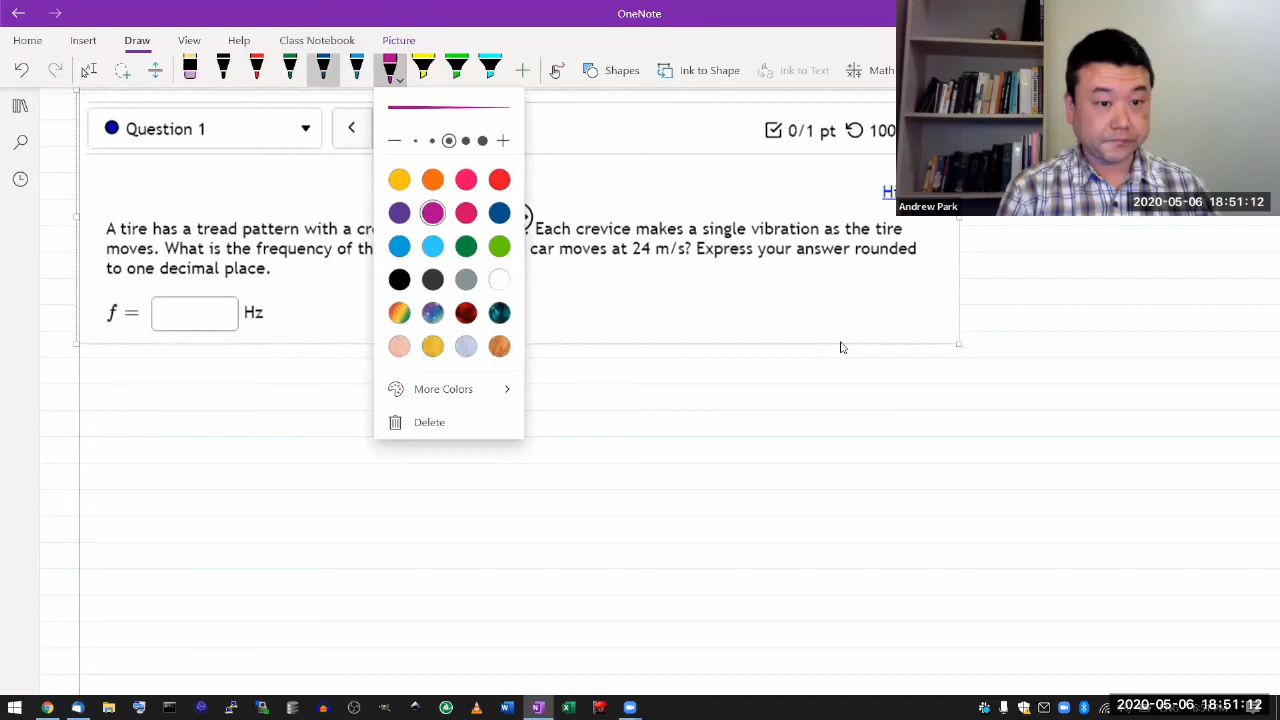 OneNote
Home Insert Draw View Help Class Notebook Picture
Shapes Ink to Shape Ink to Text Math
Question 1
0/1 pt 100
A tire has a tread pattern with a Each crevice makes a single vibration as the tire
moves. What is the frequency of car moves at 24 m/s? Express your answer rounded
to one decimal place.
f = Hz
More Colors
Delete
Andrew Park
2020-05-06 18:51:12
2020-05-06 18:51:12